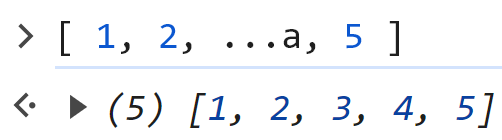 > [ 1, 2, ...a, 5 ]
(5) [1, 2, 3, 4, 5]